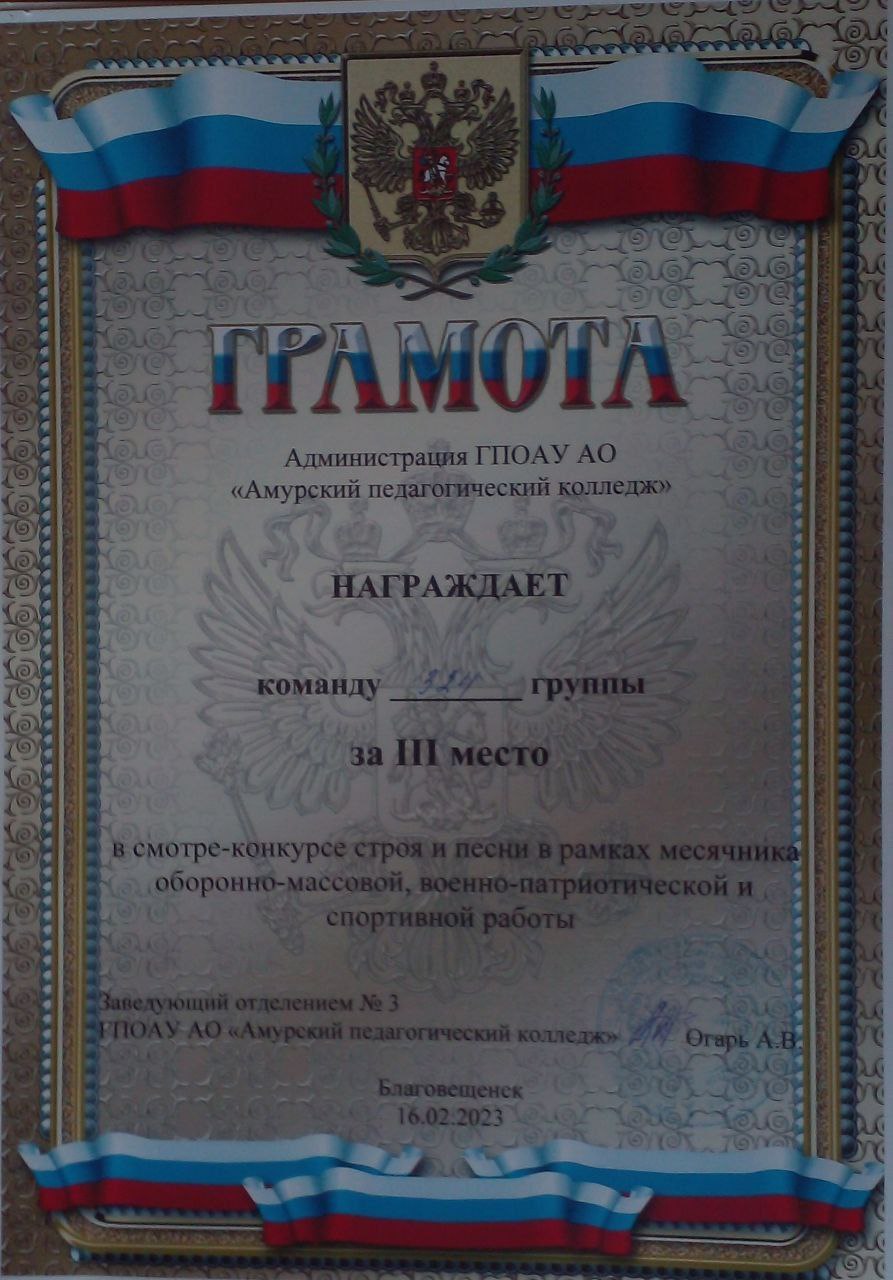 ГРАМОТА
Администрация ГПОАУ АО
«Амурский педагогический колледж»
НАГРАЖДАЕТ
команду 324 группы
за III место
в смотре-конкурсе строя и песни в рамках месячника
оборонно-массовой, военно-патриотической и
спортивной работы
Заведующий отделением № 3
ГПОАУ АО «Амурский педагогический колледж» Огарь А.В.
Благовещенск
16.02.2023